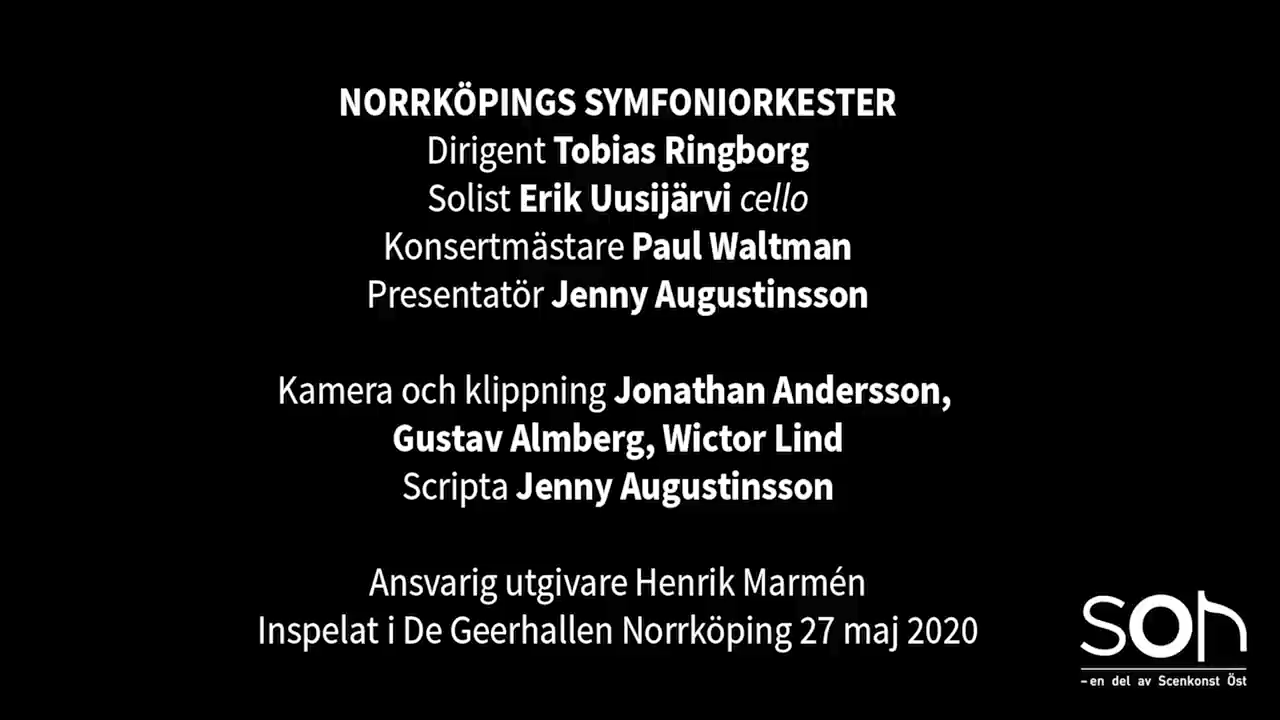 NORRKÖPINGS SYMFONIORKESTER
Dirigent Tobias Ringborg
Solist Erik Uusijärvi cello
Konsertmästare Paul Waltman
Presentatör Jenny Augustinsson
Kamera och klippning Jonathan Andersson,
Gustav Almberg, Wictor Lind
Scripta Jenny Augustinsson
Ansvarig utgivare Henrik Marmén
Inspelat i De Geerhallen Norrköping 27 maj 2020
son
– en del av Scenkonst Öst